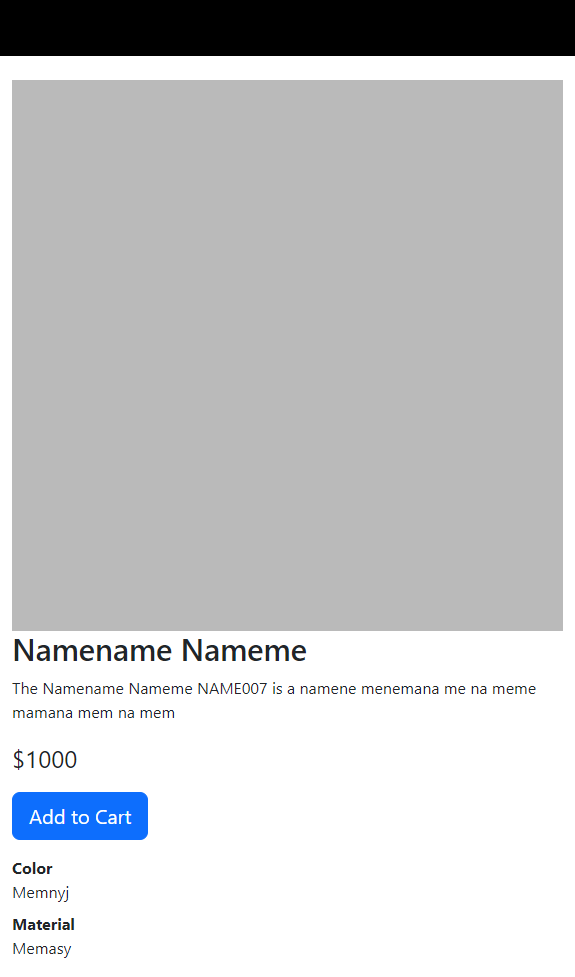 Namename Nameme
The Namename Nameme NAME007 is a namene menemana me na meme
mamana mem na mem
$1000
Add to Cart
Color
Memnyj
Material
Memasy